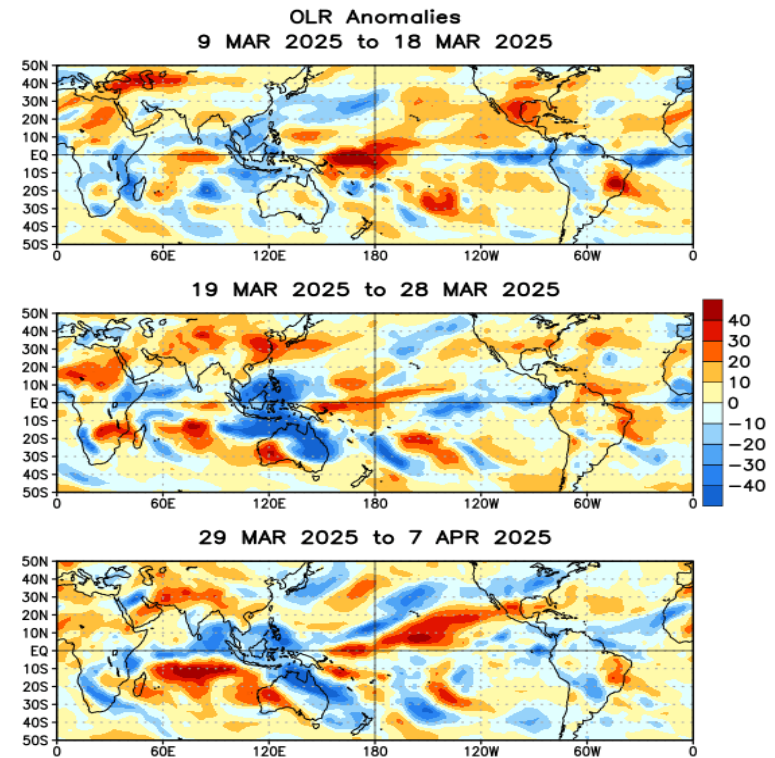 OLR Anomalies
9 MAR 2025 to 18 MAR 2025
50N
40N
30N
20N
10N
EQ
10S
20S
30S
40S
50S
0 60E 120E 180 120W 60W 0
19 MAR 2025 to 28 MAR 2025
50N
40N
30N
20N
10N
EQ
10S
20S
30S
40S
50S
0 60E 120E 180 120W 60W 0
40
30
20
10
0
-10
-20
-30
-40
29 MAR 2025 to 7 APR 2025
50N
40N
30N
20N
10N
EQ
10S
20S
30S
40S
50S
0 60E 120E 180 120W 60W 0